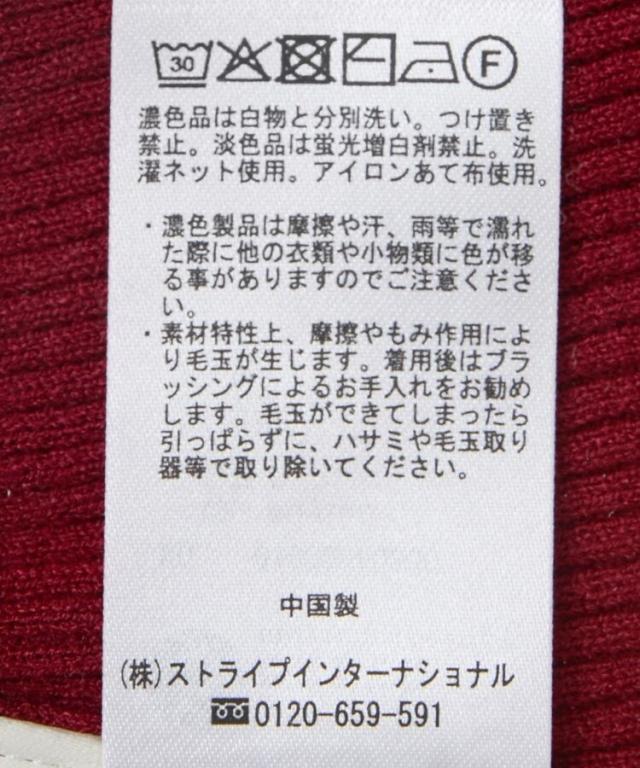 30 F
濃色品は白物と分別洗い。つけ置き
禁止。淡色品は蛍光増白剤禁止。洗
濯ネット使用。アイロンあて布使用。
・濃色製品は摩擦や汗、雨等で濡れ
た際に他の衣類や小物類に色が移
る事がありますのでご注意くださ
い。
・素材特性上、摩擦やもみ作用によ
り毛玉が生じます。着用後はブラ
ッシングによるお手入れをお勧め
します。毛玉ができてしまったら
引っぱらずに、ハサミや毛玉取り
器等で取り除いてください。
中国製
(株)ストライプインターナショナル
0120-659-591